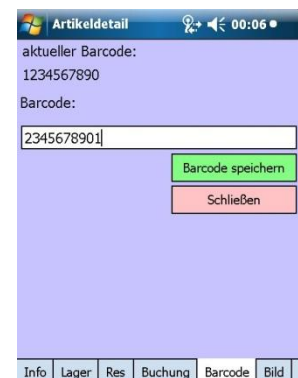 Artikeldetail 00:06
aktueller Barcode:
1234567890
Barcode:
2345678901
Barcode speichern
Schließen
Info Lager Res Buchung Barcode Bild